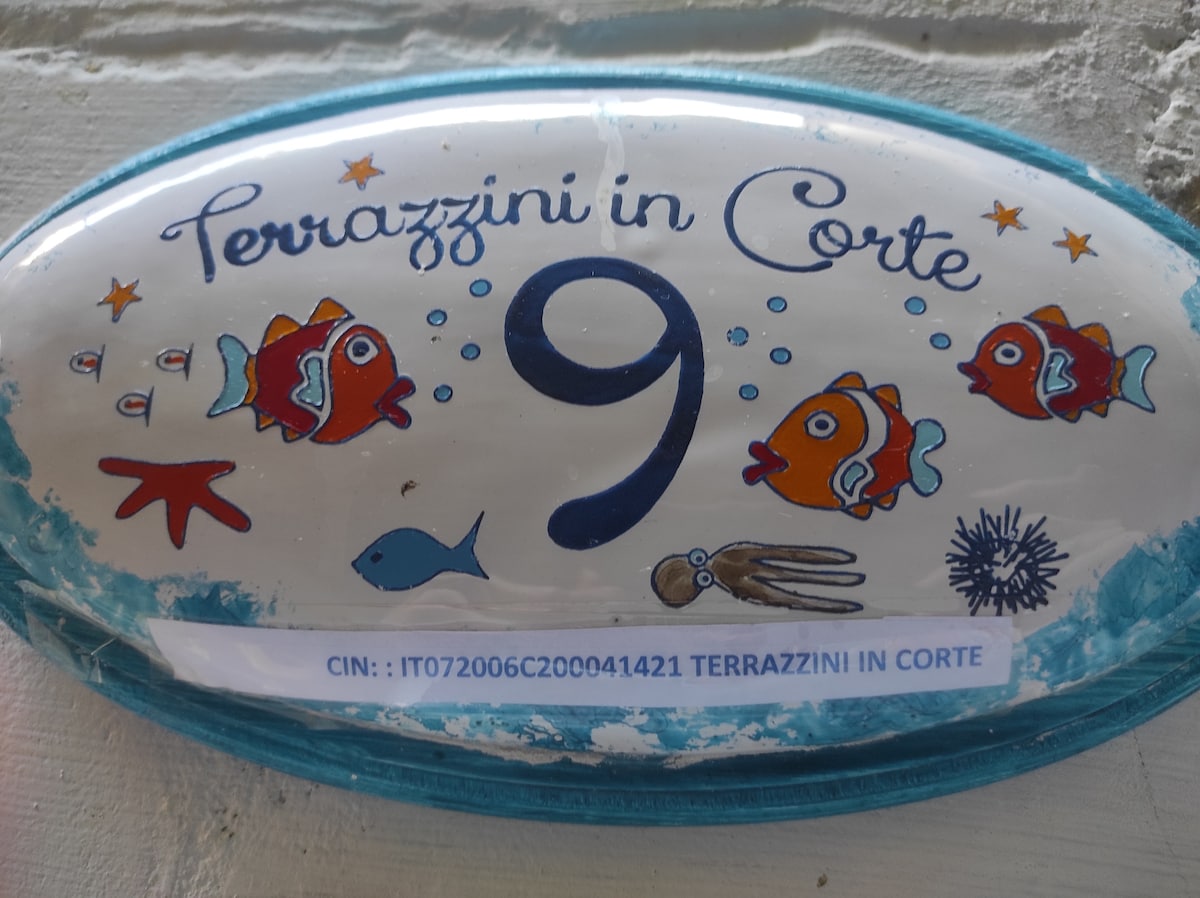 Terrazzini in Corte
9
CIN: : IT072006C200041421 TERRAZZINI IN CORTE